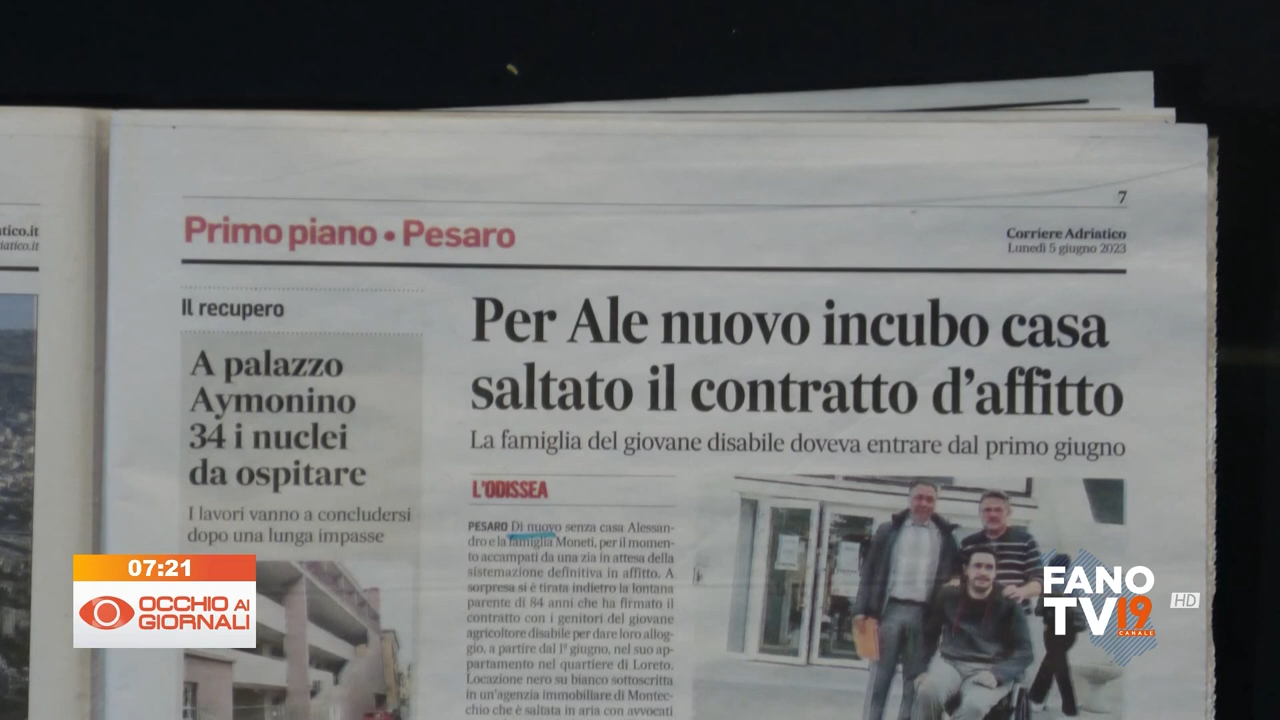 7
Primo piano • Pesaro
Corriere Adriatico
Lunedì 5 giugno 2023
Il recupero
A palazzo
Aymonino
34 i nuclei
da ospitare
I lavori vanno a concludersi
dopo una lunga impasse
Per Ale nuovo incubo casa
saltato il contratto d'affitto
La famiglia del giovane disabile doveva entrare dal primo giugno
L'ODISSEA
PESARO Di nuovo senza casa Alessan-
dro e la famiglia Moneti, per il momen-
to accampati da una zia in attesa della
sistemazione definitiva in affitto. A
sorpresa si è tirata indietro la lontana
parente di 84 anni che ha firmato il
contratto con i genitori del giovane
agricoltore disabile per dare loro allog-
gio, a partire dal 1° giugno, nel suo ap-
partamento nel quartiere di Loreto.
Locazione nero su bianco sottoscritta
in un'agenzia immobiliare di Montec-
chio che è saltata in aria con avvocati
tico.it
iatico.it
07:21
OCCHIO AI
GIORNALI
FANO
TV19
CANALE
HD